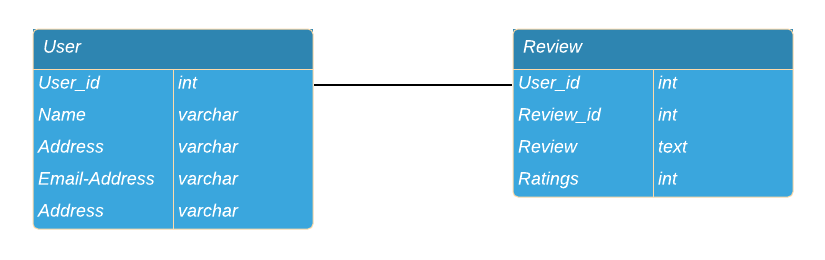 User
User_id int
Name varchar
Address varchar
Email-Address varchar
Address varchar
Review
User_id int
Review_id int
Review text
Ratings int